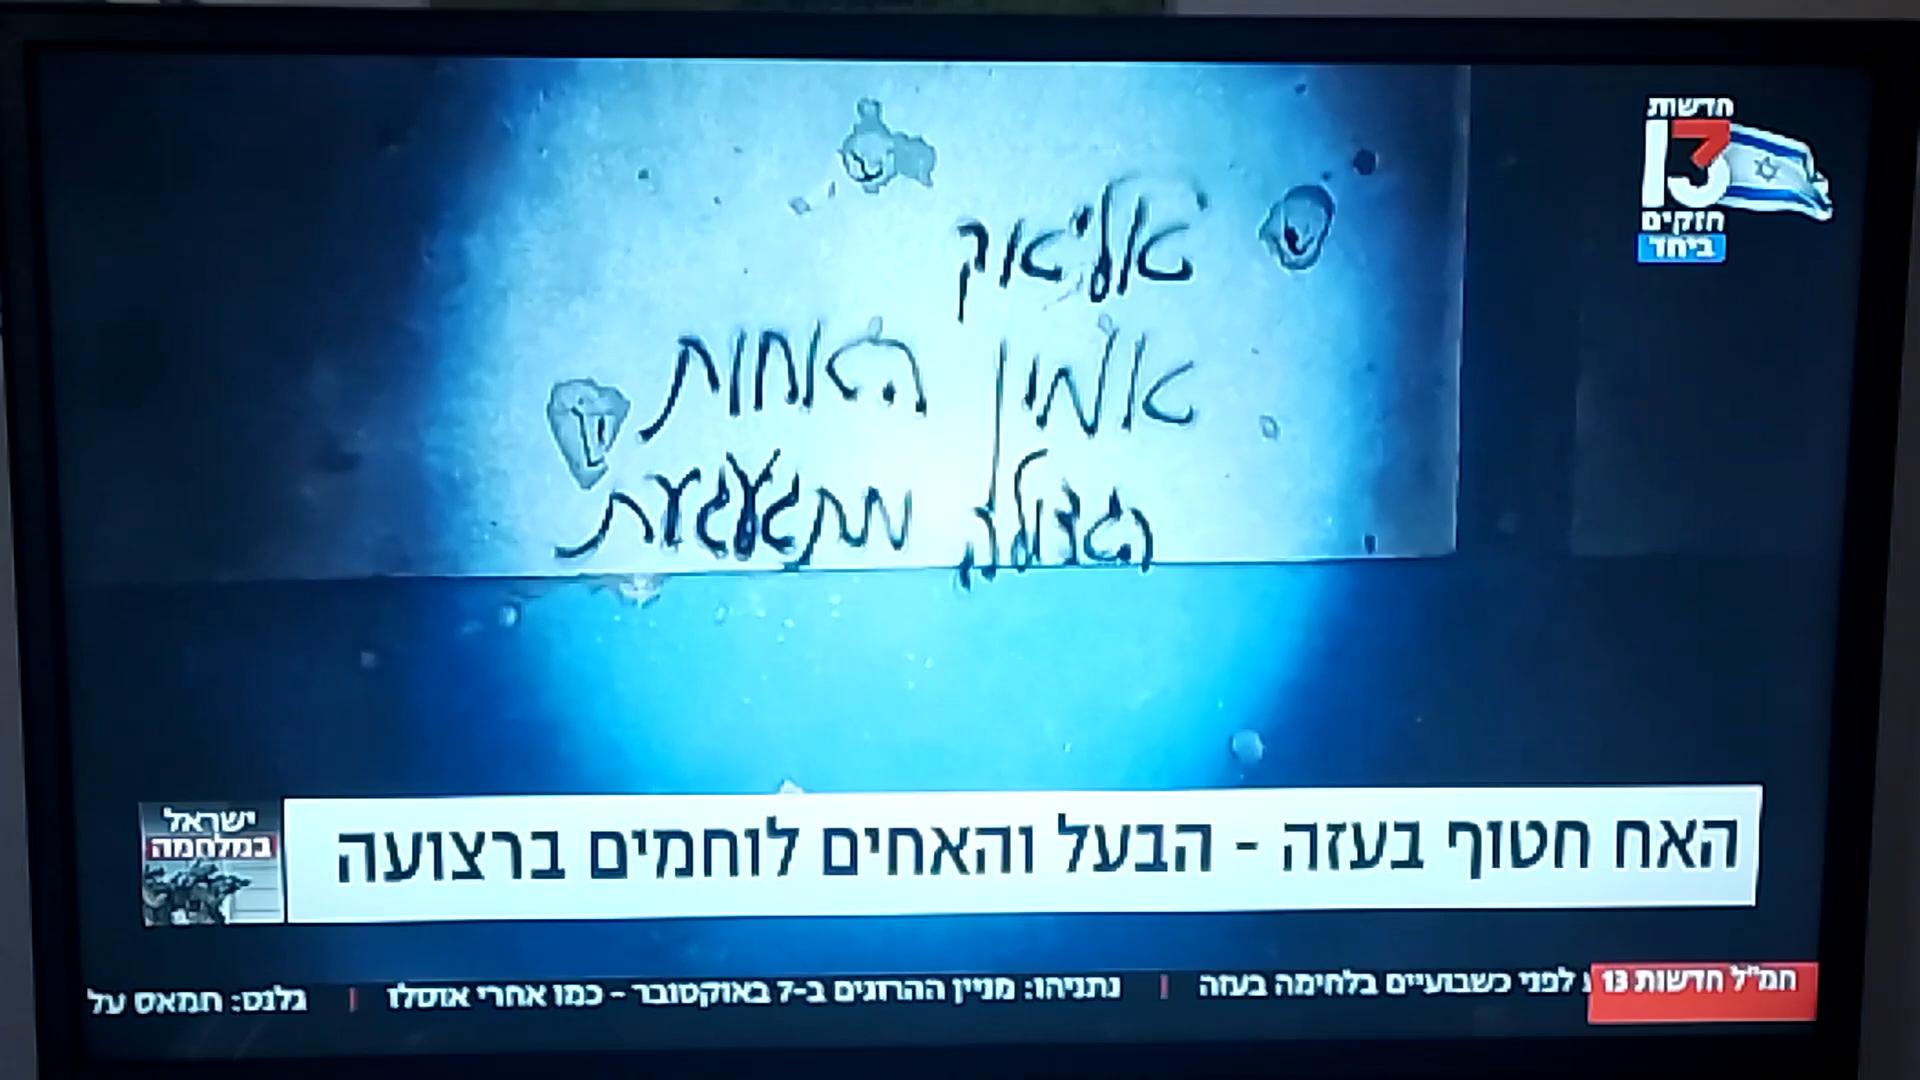 חדשות
13
חזקים
ביחד
אליאק
אמין האחות
הגדולה מתגעגעת
ישראל
במלחמה
האח חטוף בעזה - הבעל והאחים לוחמים ברצועה
חמ"ל חדשות 13 לפני כשבועיים בלחימה בעזה | נתניהו: מניין ההרוגים ב-7 באוקטובר - כמו אחרי אוסלו | גלנט: חמאס על